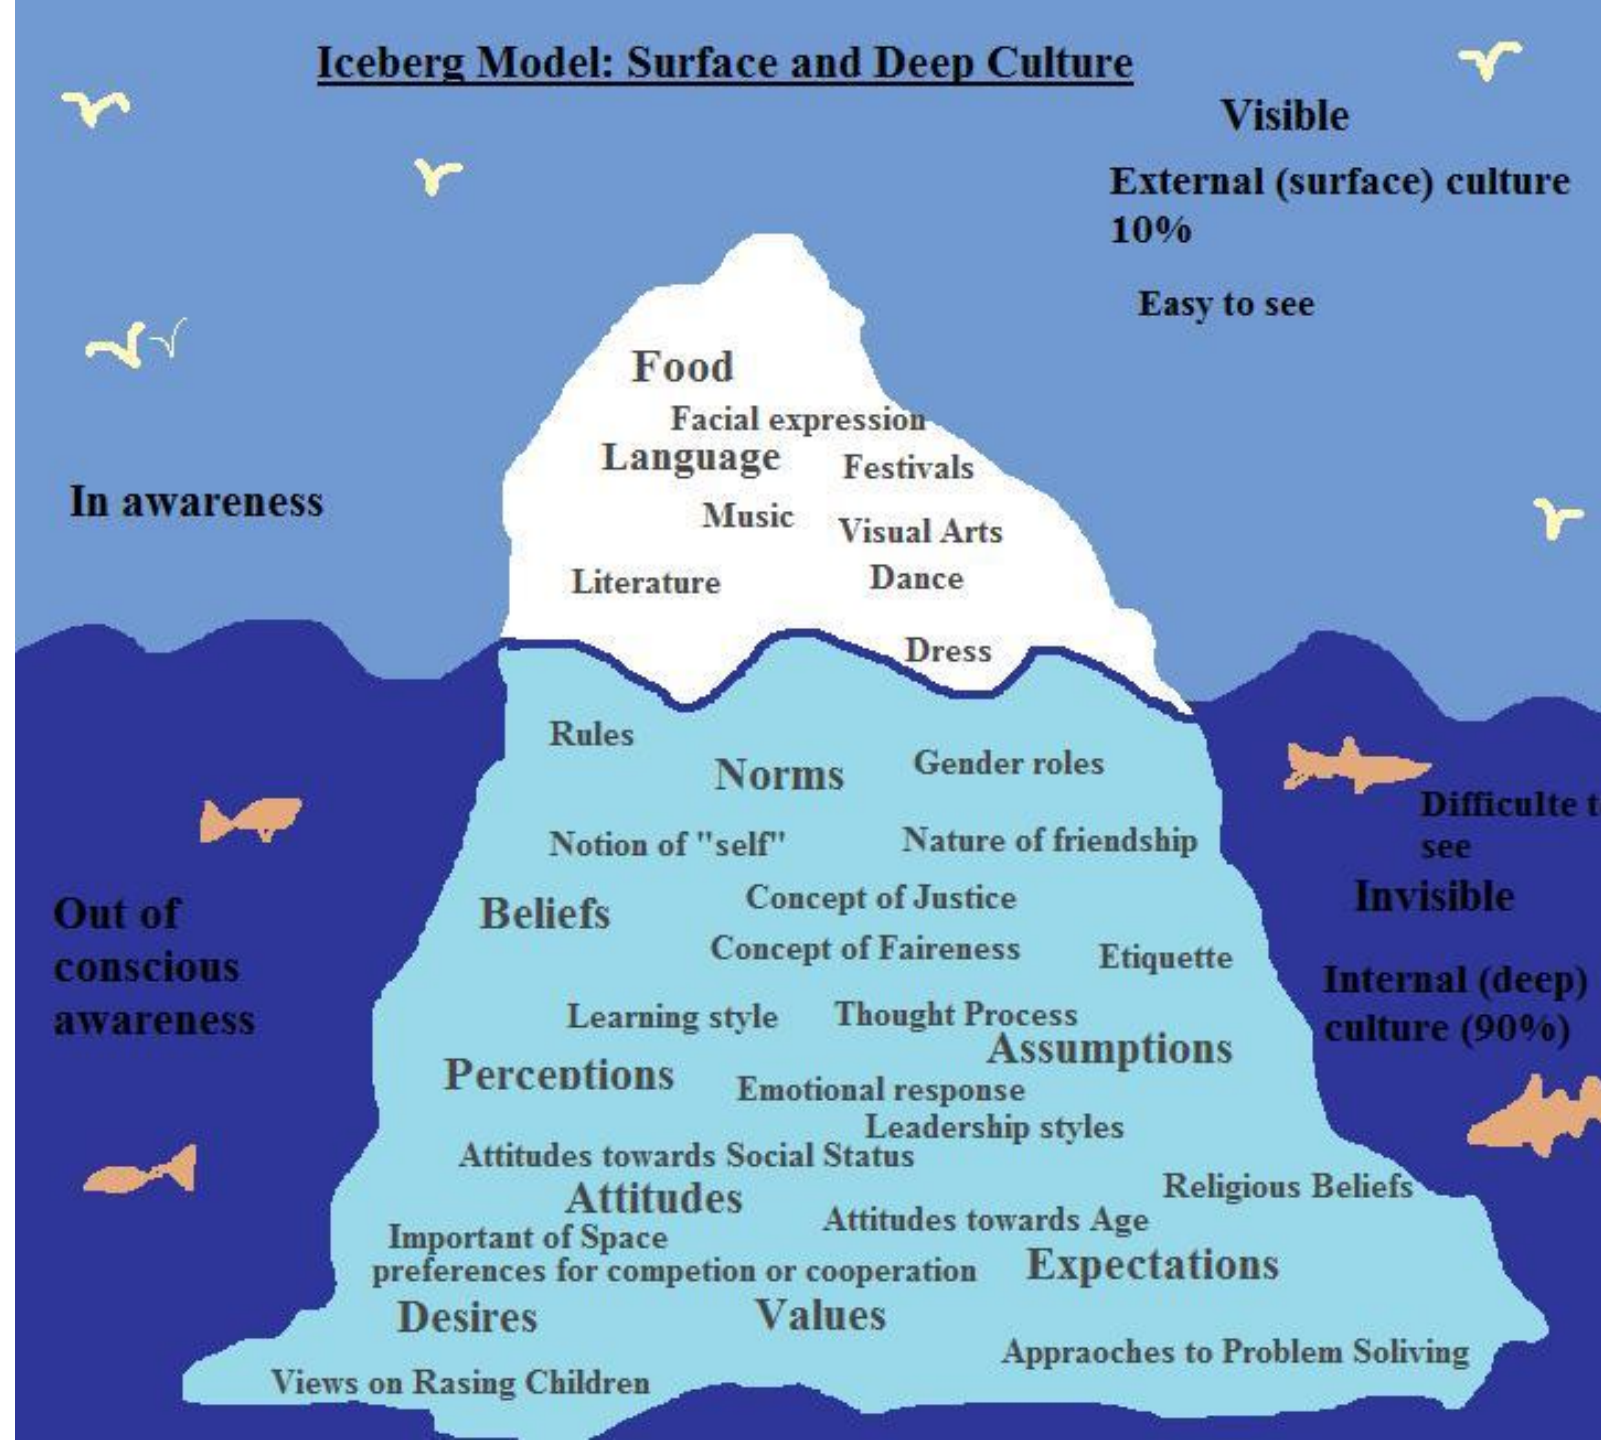 Iceberg Model: Surface and Deep Culture
Visible
External (surface) culture
10%
Easy to see
Food
Facial expression
Language
Festivals
In awareness
Music
Visual Arts
Literature
Dance
Dress
Rules
Norms
Gender roles
Difficulte t
see
Notion of "self"
Nature of friendship
Invisible
Out of
conscious
awareness
Beliefs
Concept of Justice
Concept of Faireness
Etiquette
Internal (deep)
culture (90%)
Learning style
Thought Process
Assumptions
Perceptions
Emotional response
Leadership styles
Attitudes towards Social Status
Religious Beliefs
Attitudes
Attitudes towards Age
Important of Space
preferences for competion or cooperation
Expectations
Desires
Values
Appraoches to Problem Soliving
Views on Rasing Children